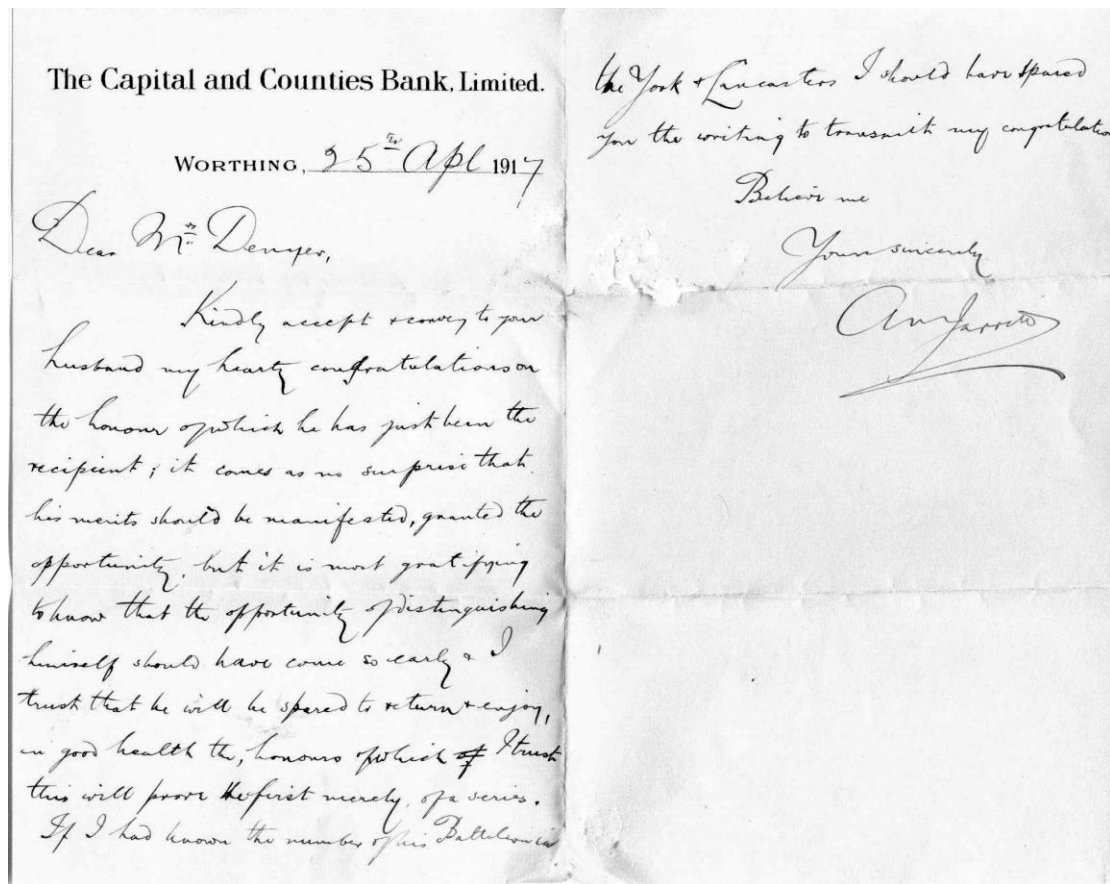 The Capital and Counties Bank, Limited.
WORTHING, 25th Apl 1917
Dear Mrs Denyer,
Kindly accept & convey to your
husband my hearty congratulations on
the honour of which he has just been the
recipient; it comes as no surprise that
his merits should be manifested, granted the
opportunity, but it is most gratifying
to know that the opportunity of distinguishing
himself should have come so early & I
trust that he will be spared to return & enjoy,
in good health the, honours of which I trust
this will prove the first merely, of a series.
If I had known the number of his Battalion in
the York & Lancasters I should have spared
you the writing to transmit my congratulatio
Believe me
Yours sincerely
Jarrett